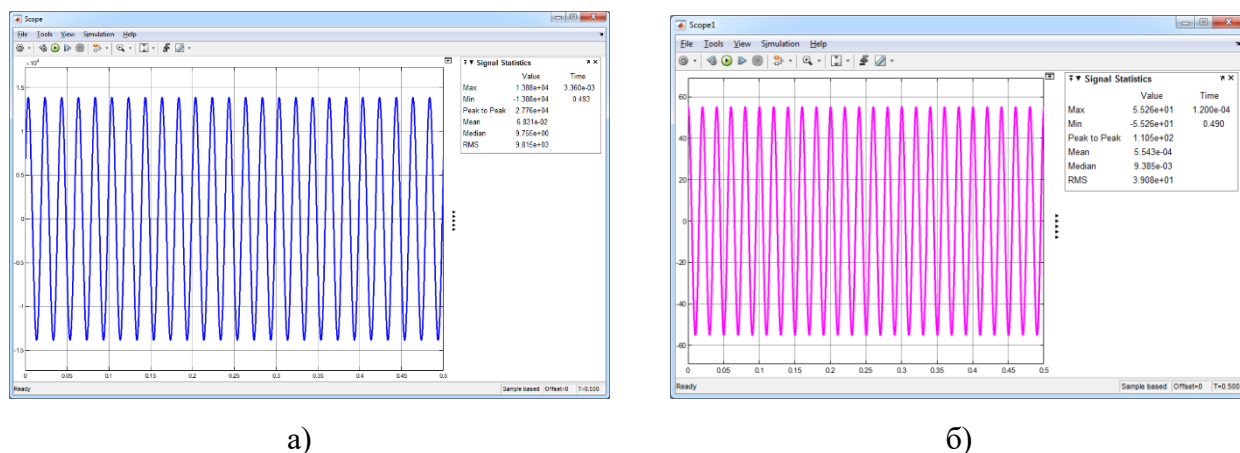 Scope
File Tools View Simulation Help
×10⁴
1.5
1
0.5
0
-0.5
-1
-1.5
0 0.05 0.1 0.15 0.2 0.25 0.3 0.35 0.4 0.45 0.5
Signal Statistics
Value Time
Max 1.388e+04 3.360e-03
Min -1.388e+04 0.493
Peak to Peak 2.776e+04
Mean 6.831e-02
Median 9.755e+00
RMS 9.815e+03
Ready Sample based Offset=0 T=0.500
а)
Scope1
File Tools View Simulation Help
60
40
20
0
-20
-40
-60
0 0.05 0.1 0.15 0.2 0.25 0.3 0.35 0.4 0.45 0.5
Signal Statistics
Value Time
Max 5.526e+01 1.200e-04
Min -5.526e+01 0.490
Peak to Peak 1.105e+02
Mean 5.543e-04
Median 9.385e-03
RMS 3.908e+01
Ready Sample based Offset=0 T=0.500
б)